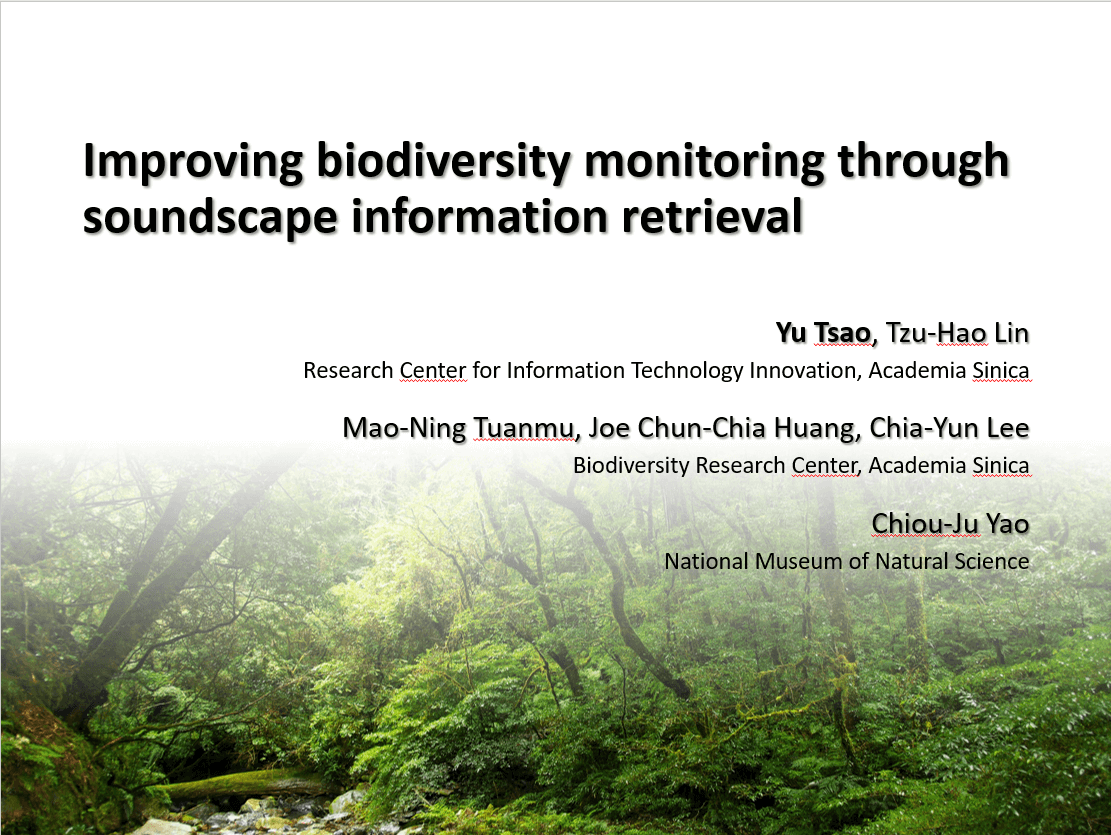 Improving biodiversity monitoring through
soundscape information retrieval
Yu Tsao, Tzu-Hao Lin
Research Center for Information Technology Innovation, Academia Sinica
Mao-Ning Tuanmu, Joe Chun-Chia Huang, Chia-Yun Lee
Biodiversity Research Center, Academia Sinica
Chiou-Ju Yao
National Museum of Natural Science